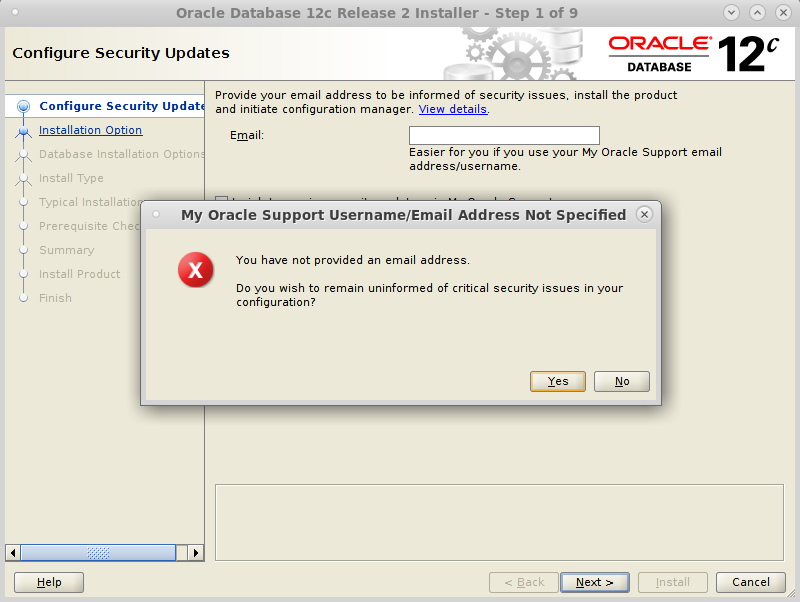 Oracle Database 12c Release 2 Installer - Step 1 of 9
Configure Security Updates
ORACLE®
DATABASE
12c
Configure Security Update
Installation Option
Database Installation Options
Install Type
Typical Installation
Prerequisite Chec
Summary
Install Product
Finish
Provide your email address to be informed of security issues, install the product
and initiate configuration manager. View details.
Email:
Easier for you if you use your My Oracle Support email
address/username.
My Oracle Support Username/Email Address Not Specified
X
You have not provided an email address.
Do you wish to remain uninformed of critical security issues in your
configuration?
Yes
No
Help
< Back
Next >
Install
Cancel